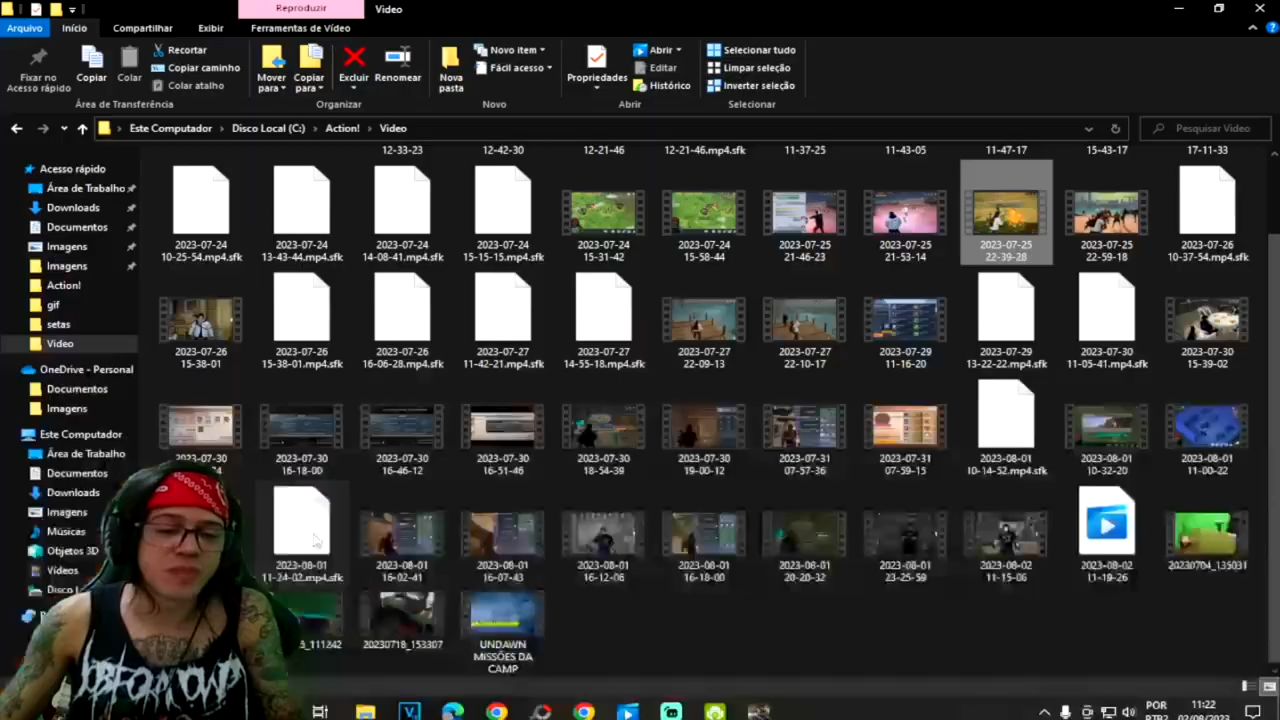 Reproduzir
Video
Arquivo
Início
Compartilhar
Exibir
Ferramentas de Vídeo
Fixar no
Acesso rápido
Copiar
Colar
Recortar
Copiar caminho
Colar atalho
Área de Transferência
Mover
para
Copiar
para
Excluir
Renomear
Organizar
Nova
pasta
Novo item
Fácil acesso
Novo
Propriedades
Abrir
Editar
Histórico
Abrir
Selecionar tudo
Limpar seleção
Inverter seleção
Selecionar
Este Computador
Disco Local (C:)
Action!
Video
Pesquisar Video
Acesso rápido
Área de Trabalho
Downloads
Documentos
Imagens
Imagens
Action!
gif
setas
Video
OneDrive - Personal
Documentos
Imagens
Este Computador
Área de Trabalho
Documentos
Downloads
Imagens
Músicas
Objetos 3D
Vídeos
12-33-23
12-42-30
12-21-46
12-21-46.mp4.sfk
11-37-25
11-43-05
11-47-17
15-43-17
17-11-33
2023-07-24
10-25-54.mp4.sfk
2023-07-24
13-43-44.mp4.sfk
2023-07-24
14-08-41.mp4.sfk
2023-07-24
15-15-15.mp4.sfk
2023-07-24
15-31-42
2023-07-24
15-58-44
2023-07-25
21-46-23
2023-07-25
21-53-14
2023-07-25
22-39-28
2023-07-25
22-59-18
2023-07-26
10-37-54.mp4.sfk
2023-07-26
15-38-01
2023-07-26
15-38-01.mp4.sfk
2023-07-26
16-06-28.mp4.sfk
2023-07-27
11-42-21.mp4.sfk
2023-07-27
14-55-18.mp4.sfk
2023-07-27
22-09-13
2023-07-27
22-10-17
2023-07-29
11-16-20
2023-07-29
13-22-22.mp4.sfk
2023-07-30
11-05-41.mp4.sfk
2023-07-30
15-39-02
2023-07-30
2023-07-30
16-18-00
2023-07-30
16-46-12
2023-07-30
16-51-46
2023-07-30
18-54-39
2023-07-30
19-00-12
2023-07-31
07-57-36
2023-07-31
07-59-15
2023-08-01
10-14-52.mp4.sfk
2023-08-01
10-32-20
2023-08-01
11-00-22
2023-08-01
11-24-02.mp4.sfk
2023-08-01
16-02-41
2023-08-01
16-07-43
2023-08-01
16-12-06
2023-08-01
16-18-00
2023-08-01
20-20-32
2023-08-01
23-25-59
2023-08-02
11-15-06
2023-08-02
11-19-26
20230704_135031
20230718_153307
UNDAWN
MISSÕES DA
CAMP
POR
PTB2
11:22
02/08/2023